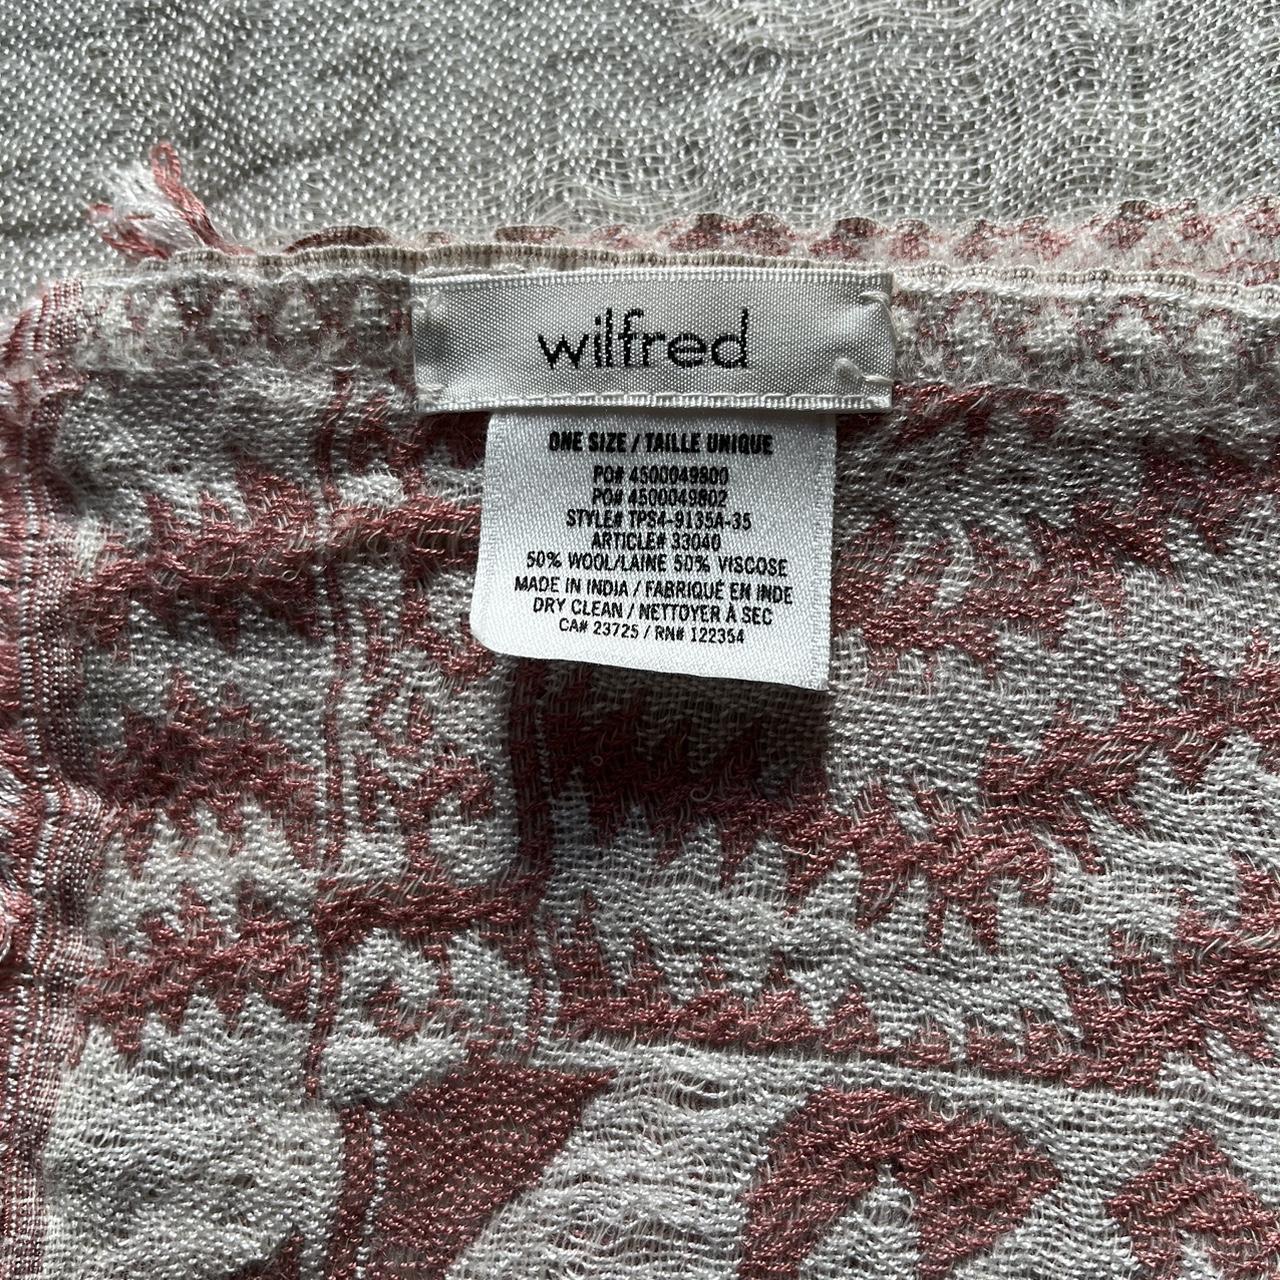 wilfred
ONE SIZE / TAILLE UNIQUE
PO# 4500049800
PO# 4500049802
STYLE# TPS4-9135A-35
ARTICLE# 33040
50% WOOL/LAINE 50% VISCOSE
MADE IN INDIA / FABRIQUÉ EN INDE
DRY CLEAN / NETTOYER À SEC
CA# 23725 / RN# 122354